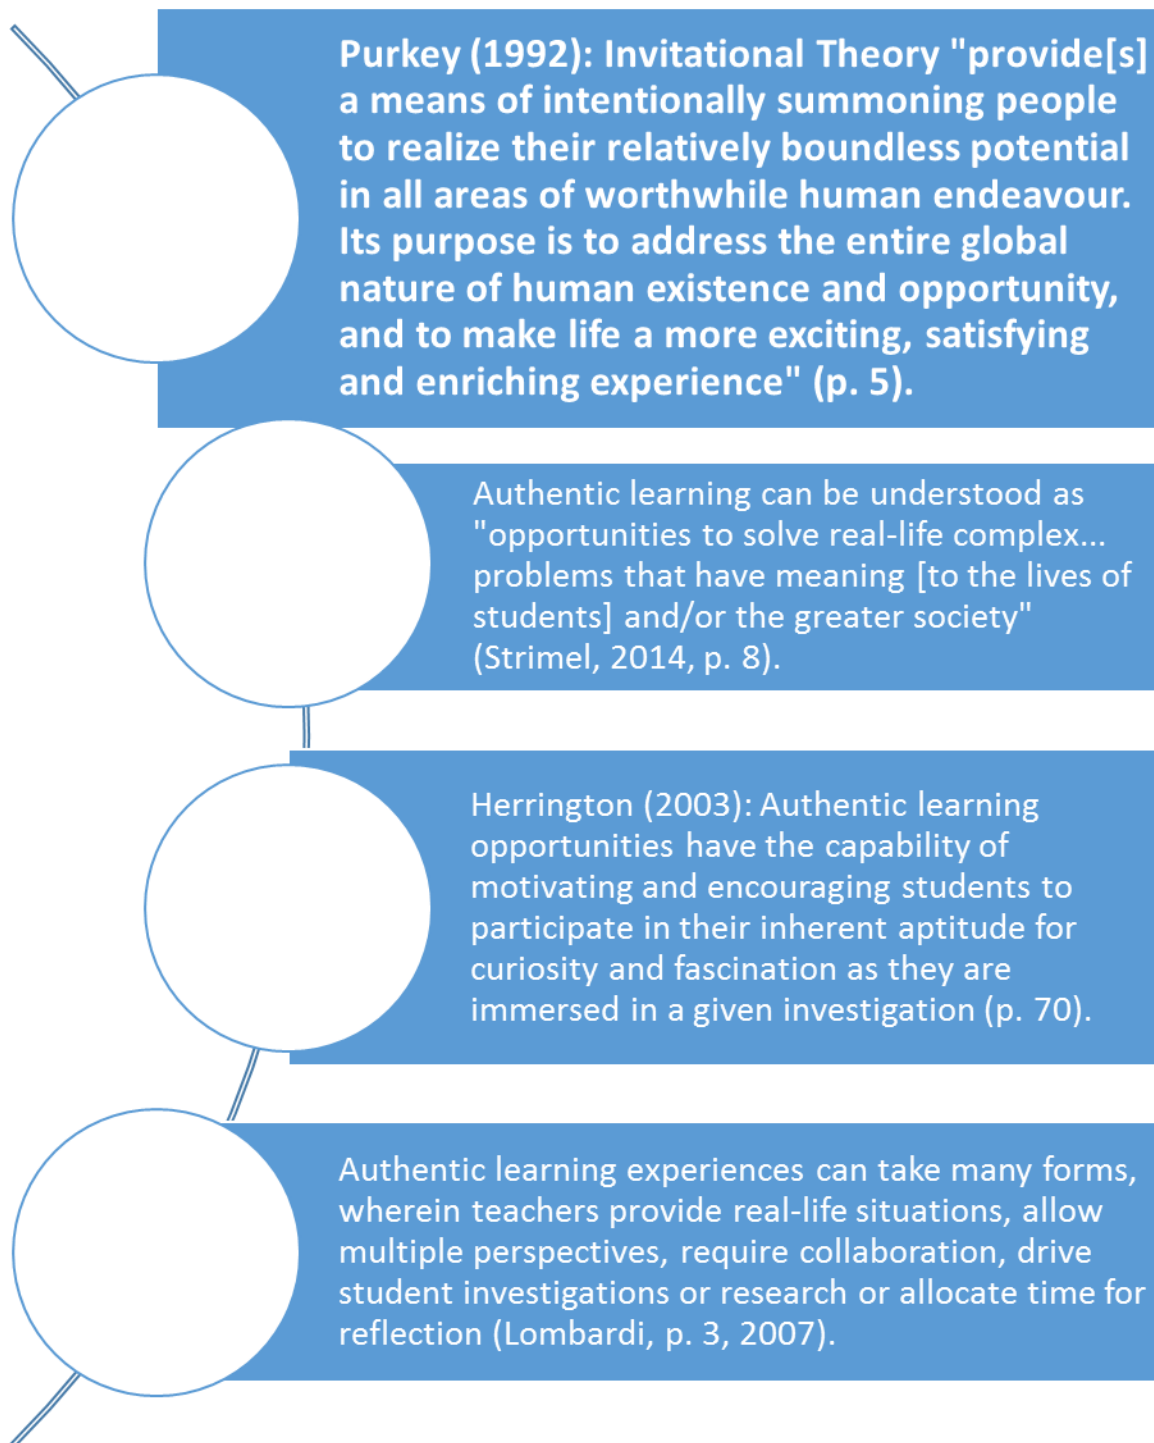 Purkey (1992): Invitational Theory "provide[s]
a means of intentionally summoning people
to realize their relatively boundless potential
in all areas of worthwhile human endeavour.
Its purpose is to address the entire global
nature of human existence and opportunity,
and to make life a more exciting, satisfying
and enriching experience" (p. 5).
Authentic learning can be understood as
"opportunities to solve real-life complex...
problems that have meaning [to the lives of
students] and/or the greater society"
(Strimel, 2014, p. 8).
Herrington (2003): Authentic learning
opportunities have the capability of
motivating and encouraging students to
participate in their inherent aptitude for
curiosity and fascination as they are
immersed in a given investigation (p. 70).
Authentic learning experiences can take many forms,
wherein teachers provide real-life situations, allow
multiple perspectives, require collaboration, drive
student investigations or research or allocate time for
reflection (Lombardi, p. 3, 2007).